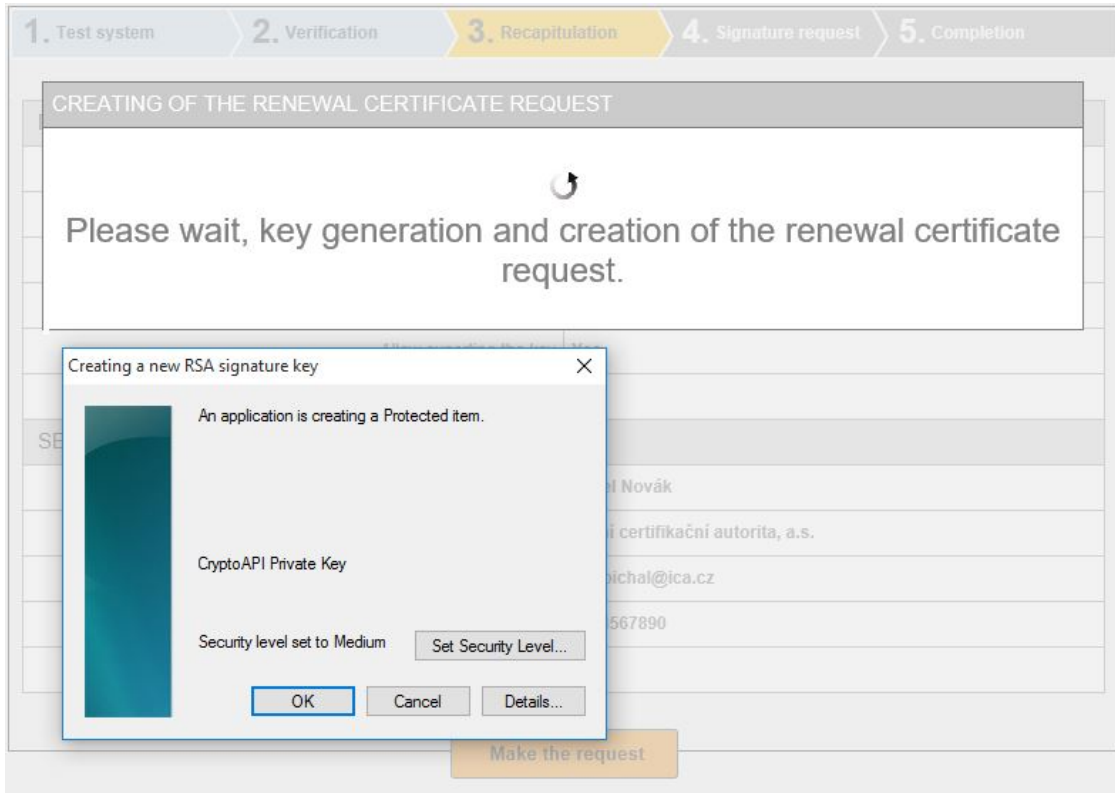 1. Test system
2. Verification
3. Recapitulation
4. Signature request
5. Completion
CREATING OF THE RENEWAL CERTIFICATE REQUEST
Please wait, key generation and creation of the renewal certificate
request.
Creating a new RSA signature key
An application is creating a Protected item.
CryptoAPI Private Key
Security level set to Medium
Set Security Level...
OK
Cancel
Details...
Novák
certifikační autorita, a.s.
@ica.cz
567890
Make the request